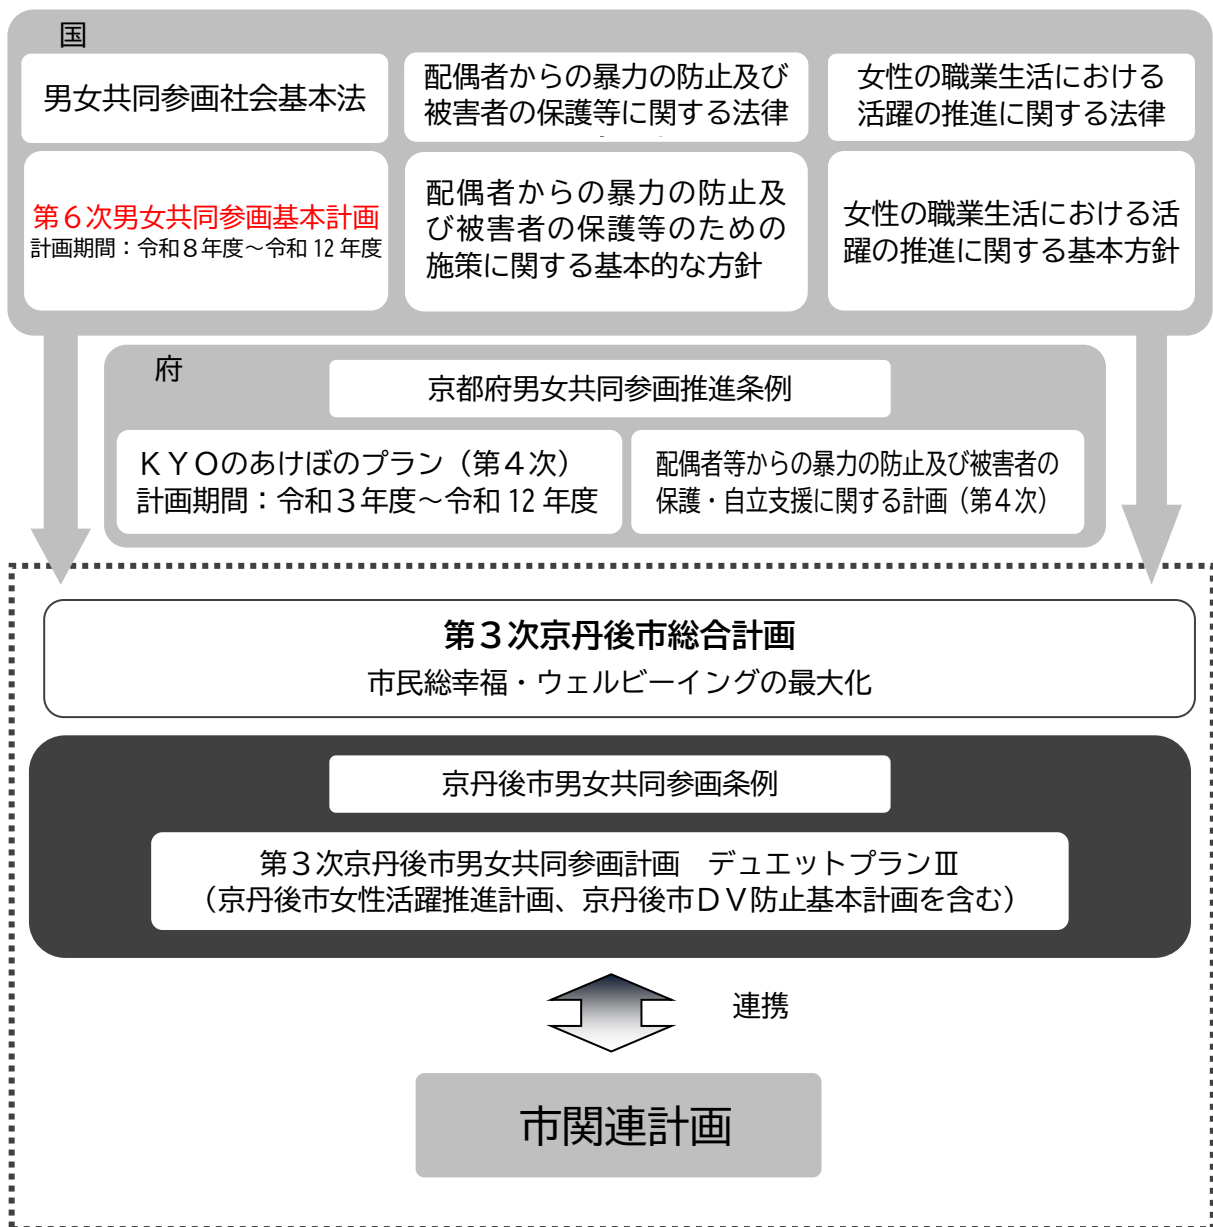 国
男女共同参画社会基本法
配偶者からの暴力の防止及び
被害者の保護等に関する法律
女性の職業生活における
活躍の推進に関する法律
第６次男女共同参画基本計画
計画期間：令和８年度～令和 12 年度
配偶者からの暴力の防止及
び被害者の保護等のための
施策に関する基本的な方針
女性の職業生活における活
躍の推進に関する基本方針
府
京都府男女共同参画推進条例
ＫＹＯのあけぼのプラン（第４次）
計画期間：令和３年度～令和 12 年度
配偶者等からの暴力の防止及び被害者の
保護・自立支援に関する計画（第４次）
第３次京丹後市総合計画
市民総幸福・ウェルビーイングの最大化
京丹後市男女共同参画条例
第３次京丹後市男女共同参画計画　デュエットプランⅢ
（京丹後市女性活躍推進計画、京丹後市ＤＶ防止基本計画を含む）
連携
市関連計画